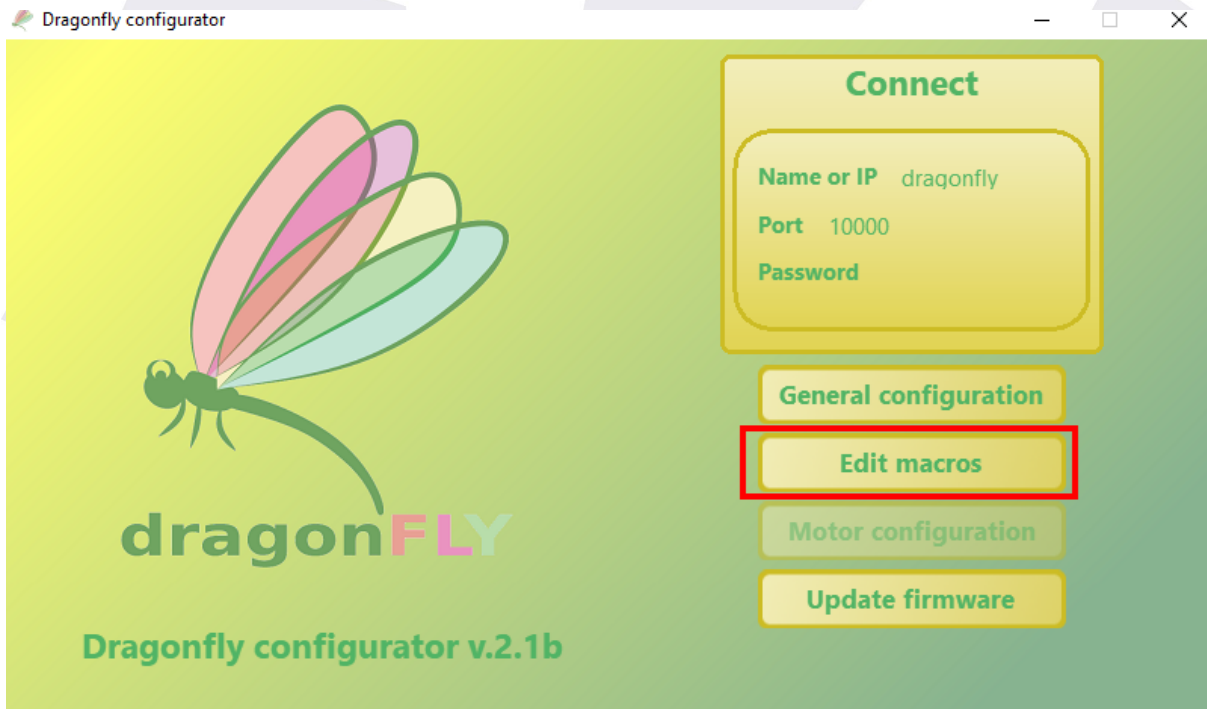 Dragonfly configurator
Connect
Name or IP dragonfly
Port 10000
Password
General configuration
Edit macros
Motor configuration
Update firmware
dragonFLY
Dragonfly configurator v.2.1b